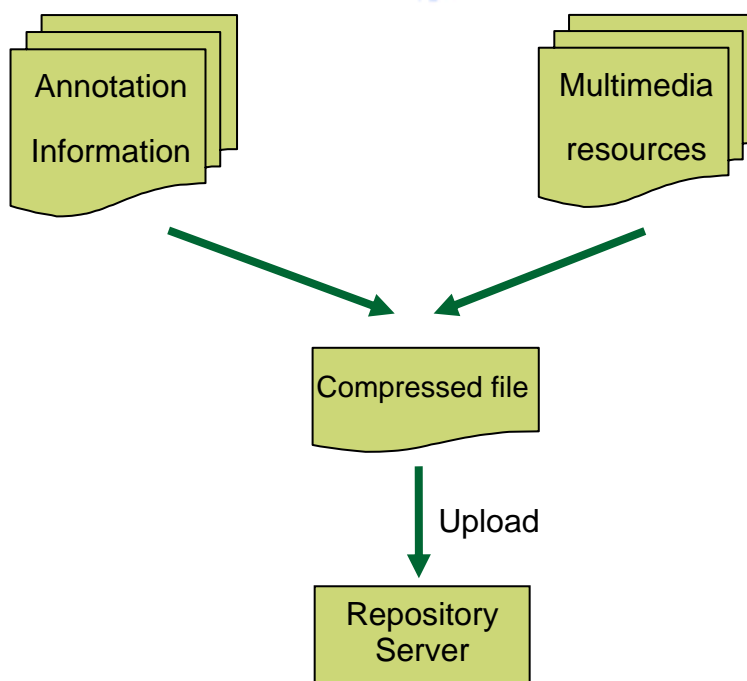 Annotation
Information
Multimedia
resources
Compressed file
Upload
Repository
Server